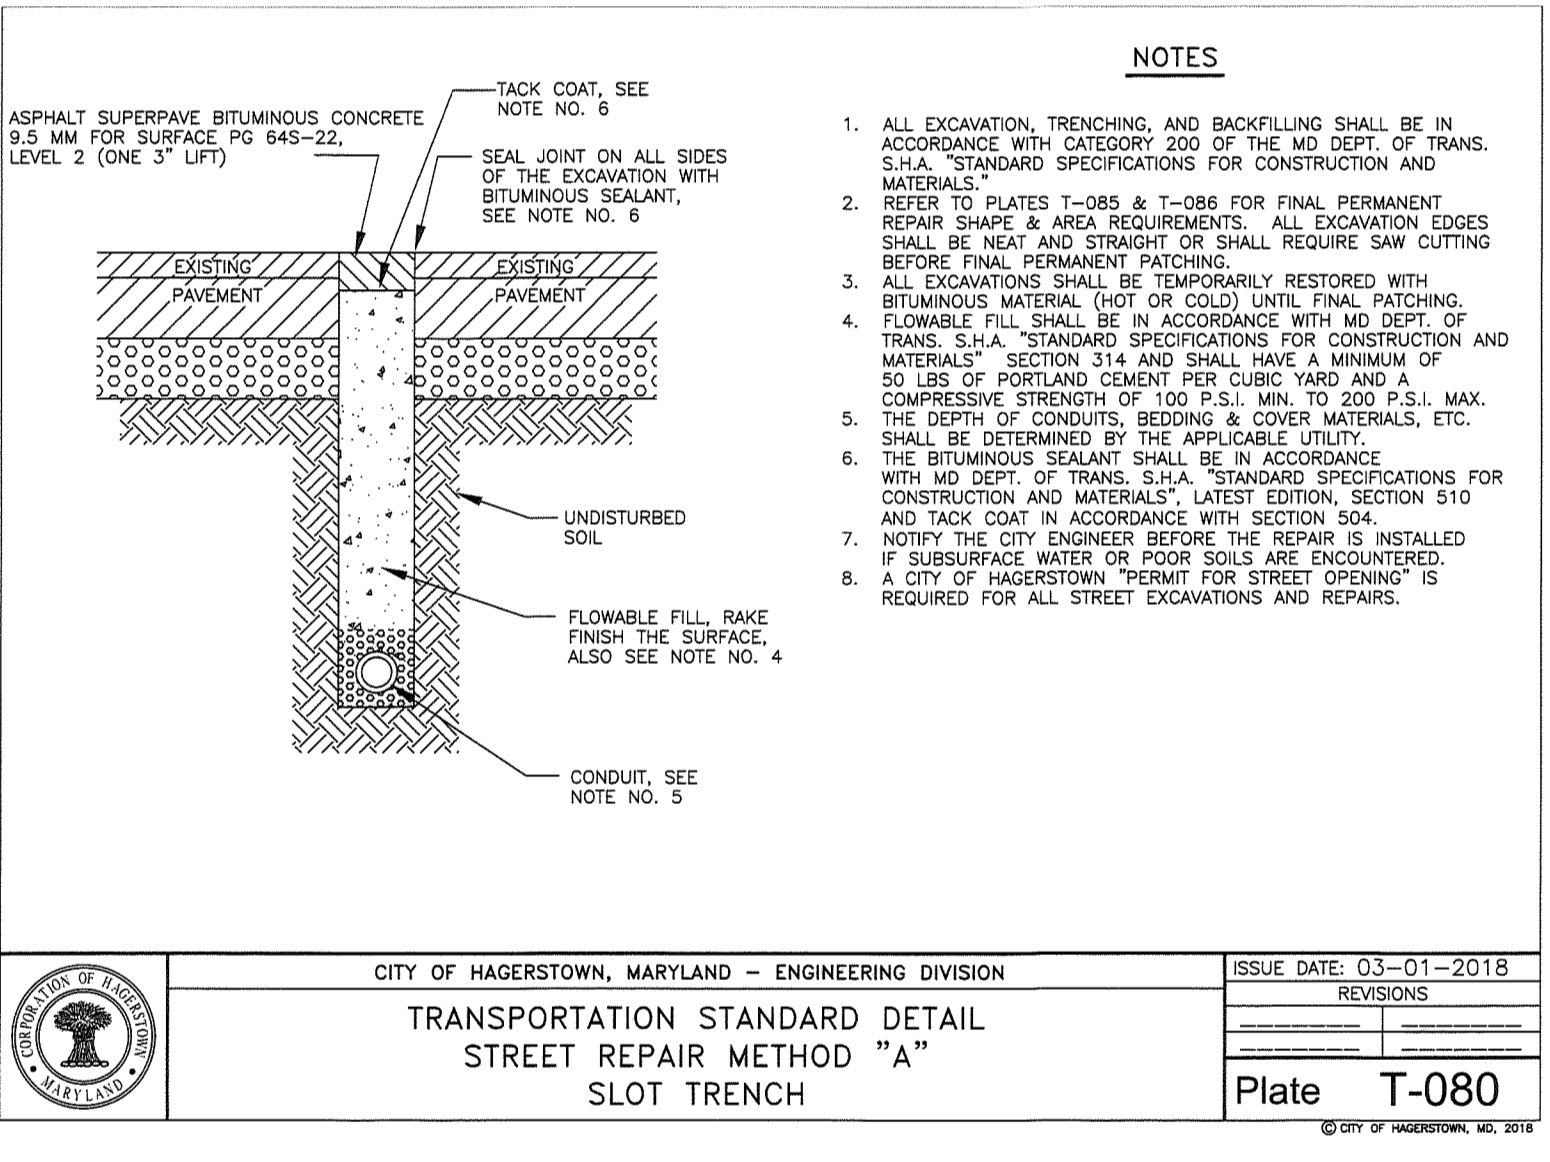 TACK COAT, SEE
NOTE NO. 6
ASPHALT SUPERPAVE BITUMINOUS CONCRETE
9.5 MM FOR SURFACE PG 64S-22,
LEVEL 2 (ONE 3" LIFT)
SEAL JOINT ON ALL SIDES
OF THE EXCAVATION WITH
BITUMINOUS SEALANT,
SEE NOTE NO. 6
EXISTING
PAVEMENT
EXISTING
PAVEMENT
UNDISTURBED
SOIL
FLOWABLE FILL, RAKE
FINISH THE SURFACE,
ALSO SEE NOTE NO. 4
CONDUIT, SEE
NOTE NO. 5
NOTES
1. ALL EXCAVATION, TRENCHING, AND BACKFILLING SHALL BE IN
ACCORDANCE WITH CATEGORY 200 OF THE MD DEPT. OF TRANS.
S.H.A. "STANDARD SPECIFICATIONS FOR CONSTRUCTION AND
MATERIALS."
2. REFER TO PLATES T-085 & T-086 FOR FINAL PERMANENT
REPAIR SHAPE & AREA REQUIREMENTS. ALL EXCAVATION EDGES
SHALL BE NEAT AND STRAIGHT OR SHALL REQUIRE SAW CUTTING
BEFORE FINAL PERMANENT PATCHING.
3. ALL EXCAVATIONS SHALL BE TEMPORARILY RESTORED WITH
BITUMINOUS MATERIAL (HOT OR COLD) UNTIL FINAL PATCHING.
4. FLOWABLE FILL SHALL BE IN ACCORDANCE WITH MD DEPT. OF
TRANS. S.H.A. "STANDARD SPECIFICATIONS FOR CONSTRUCTION AND
MATERIALS" SECTION 314 AND SHALL HAVE A MINIMUM OF
50 LBS OF PORTLAND CEMENT PER CUBIC YARD AND A
COMPRESSIVE STRENGTH OF 100 P.S.I. MIN. TO 200 P.S.I. MAX.
5. THE DEPTH OF CONDUITS, BEDDING & COVER MATERIALS, ETC.
SHALL BE DETERMINED BY THE APPLICABLE UTILITY.
6. THE BITUMINOUS SEALANT SHALL BE IN ACCORDANCE
WITH MD DEPT. OF TRANS. S.H.A. "STANDARD SPECIFICATIONS FOR
CONSTRUCTION AND MATERIALS", LATEST EDITION, SECTION 510
AND TACK COAT IN ACCORDANCE WITH SECTION 504.
7. NOTIFY THE CITY ENGINEER BEFORE THE REPAIR IS INSTALLED
IF SUBSURFACE WATER OR POOR SOILS ARE ENCOUNTERED.
8. A CITY OF HAGERSTOWN "PERMIT FOR STREET OPENING" IS
REQUIRED FOR ALL STREET EXCAVATIONS AND REPAIRS.
CORPORATION OF HAGERSTOWN
MARYLAND
CITY OF HAGERSTOWN, MARYLAND - ENGINEERING DIVISION
TRANSPORTATION STANDARD DETAIL
STREET REPAIR METHOD "A"
SLOT TRENCH
ISSUE DATE: 03-01-2018
REVISIONS
Plate T-080
© CITY OF HAGERSTOWN, MD, 2018